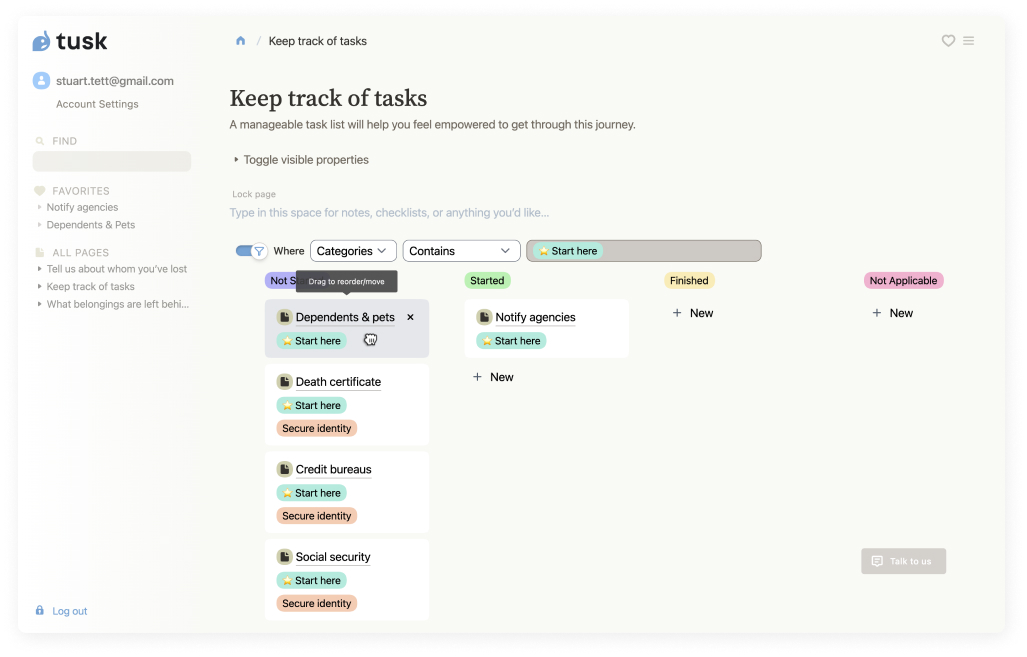 tusk
stuart.tett@gmail.com
Account Settings
FIND
FAVORITES
Notify agencies
Dependents & Pets
ALL PAGES
Tell us about whom you've lost
Keep track of tasks
What belongings are left behi...
Log out
/ Keep track of tasks
Keep track of tasks
A manageable task list will help you feel empowered to get through this journey.
Toggle visible properties
Lock page
Type in this space for notes, checklists, or anything you'd like...
Where Categories Contains Start here
Not S
Drag to reorder/move
Dependents & pets
Start here
Death certificate
Start here
Secure identity
Credit bureaus
Start here
Secure identity
Social security
Start here
Secure identity
Started
Notify agencies
Start here
+ New
Finished
+ New
Not Applicable
+ New
Talk to us